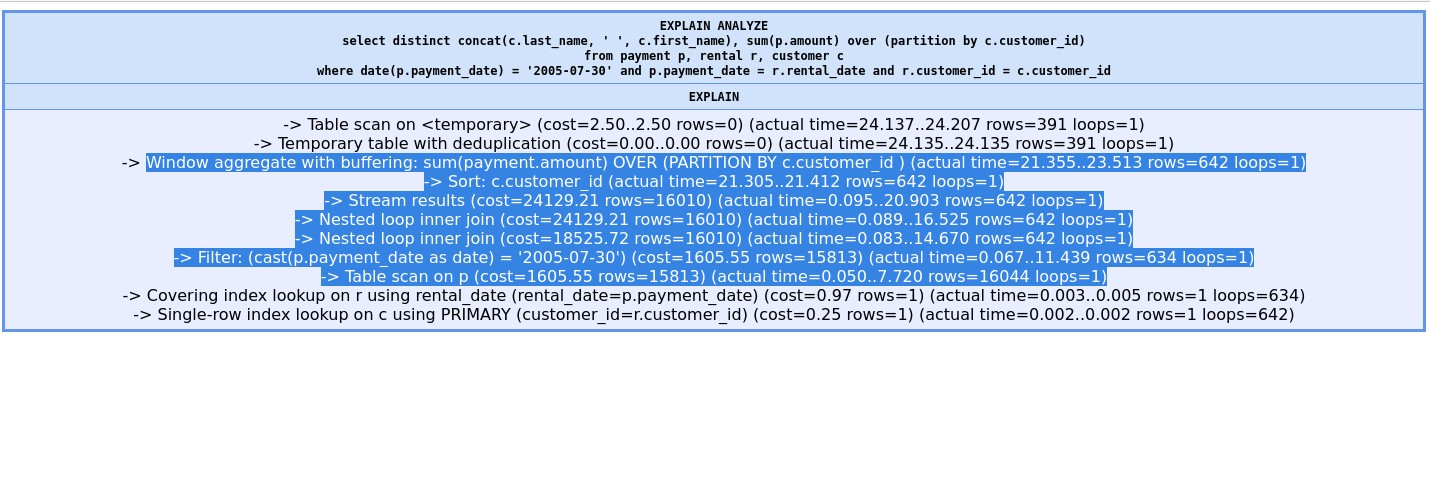 EXPLAIN ANALYZE
select distinct concat(c.last_name, ' ', c.first_name), sum(p.amount) over (partition by c.customer_id)
from payment p, rental r, customer c
where date(p.payment_date) = '2005-07-30' and p.payment_date = r.rental_date and r.customer_id = c.customer_id
EXPLAIN
-> Table scan on <temporary> (cost=2.50..2.50 rows=0) (actual time=24.137..24.207 rows=391 loops=1)
-> Temporary table with deduplication (cost=0.00..0.00 rows=0) (actual time=24.135..24.135 rows=391 loops=1)
-> Window aggregate with buffering: sum(payment.amount) OVER (PARTITION BY c.customer_id ) (actual time=21.355..23.513 rows=642 loops=1)
-> Sort: c.customer_id (actual time=21.305..21.412 rows=642 loops=1)
-> Stream results (cost=24129.21 rows=16010) (actual time=0.095..20.903 rows=642 loops=1)
-> Nested loop inner join (cost=24129.21 rows=16010) (actual time=0.089..16.525 rows=642 loops=1)
-> Nested loop inner join (cost=18525.72 rows=16010) (actual time=0.083..14.670 rows=642 loops=1)
-> Filter: (cast(p.payment_date as date) = '2005-07-30') (cost=1605.55 rows=15813) (actual time=0.067..11.439 rows=634 loops=1)
-> Table scan on p (cost=1605.55 rows=15813) (actual time=0.050..7.720 rows=16044 loops=1)
-> Covering index lookup on r using rental_date (rental_date=p.payment_date) (cost=0.97 rows=1) (actual time=0.003..0.005 rows=1 loops=634)
-> Single-row index lookup on c using PRIMARY (customer_id=r.customer_id) (cost=0.25 rows=1) (actual time=0.002..0.002 rows=1 loops=642)